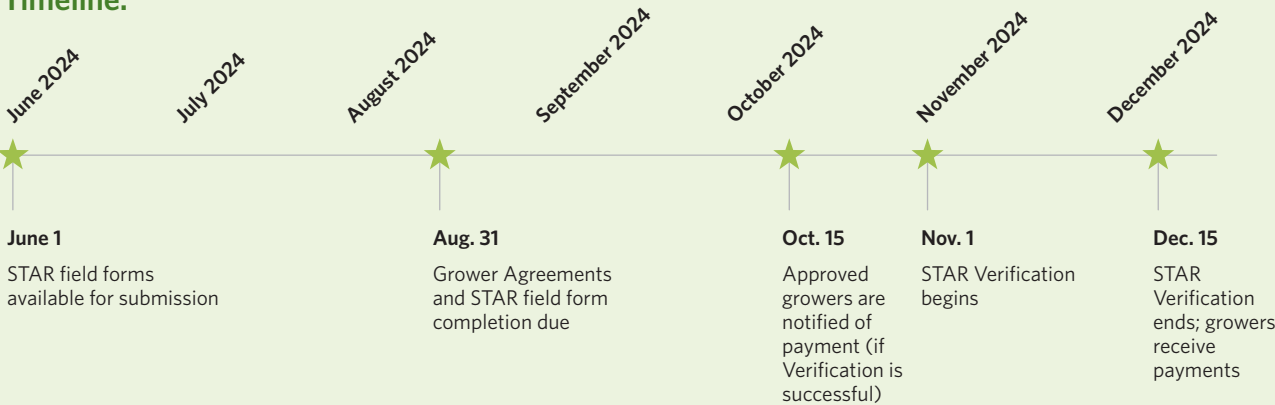 Timeline:
June 2024
July 2024
August 2024
September 2024
October 2024
November 2024
December 2024
June 1
STAR field forms
available for submission
Aug. 31
Grower Agreements
and STAR field form
completion due
Oct. 15
Approved
growers are
notified of
payment (if
Verification is
successful)
Nov. 1
STAR Verification
begins
Dec. 15
STAR
Verification
ends; growers
receive
payments